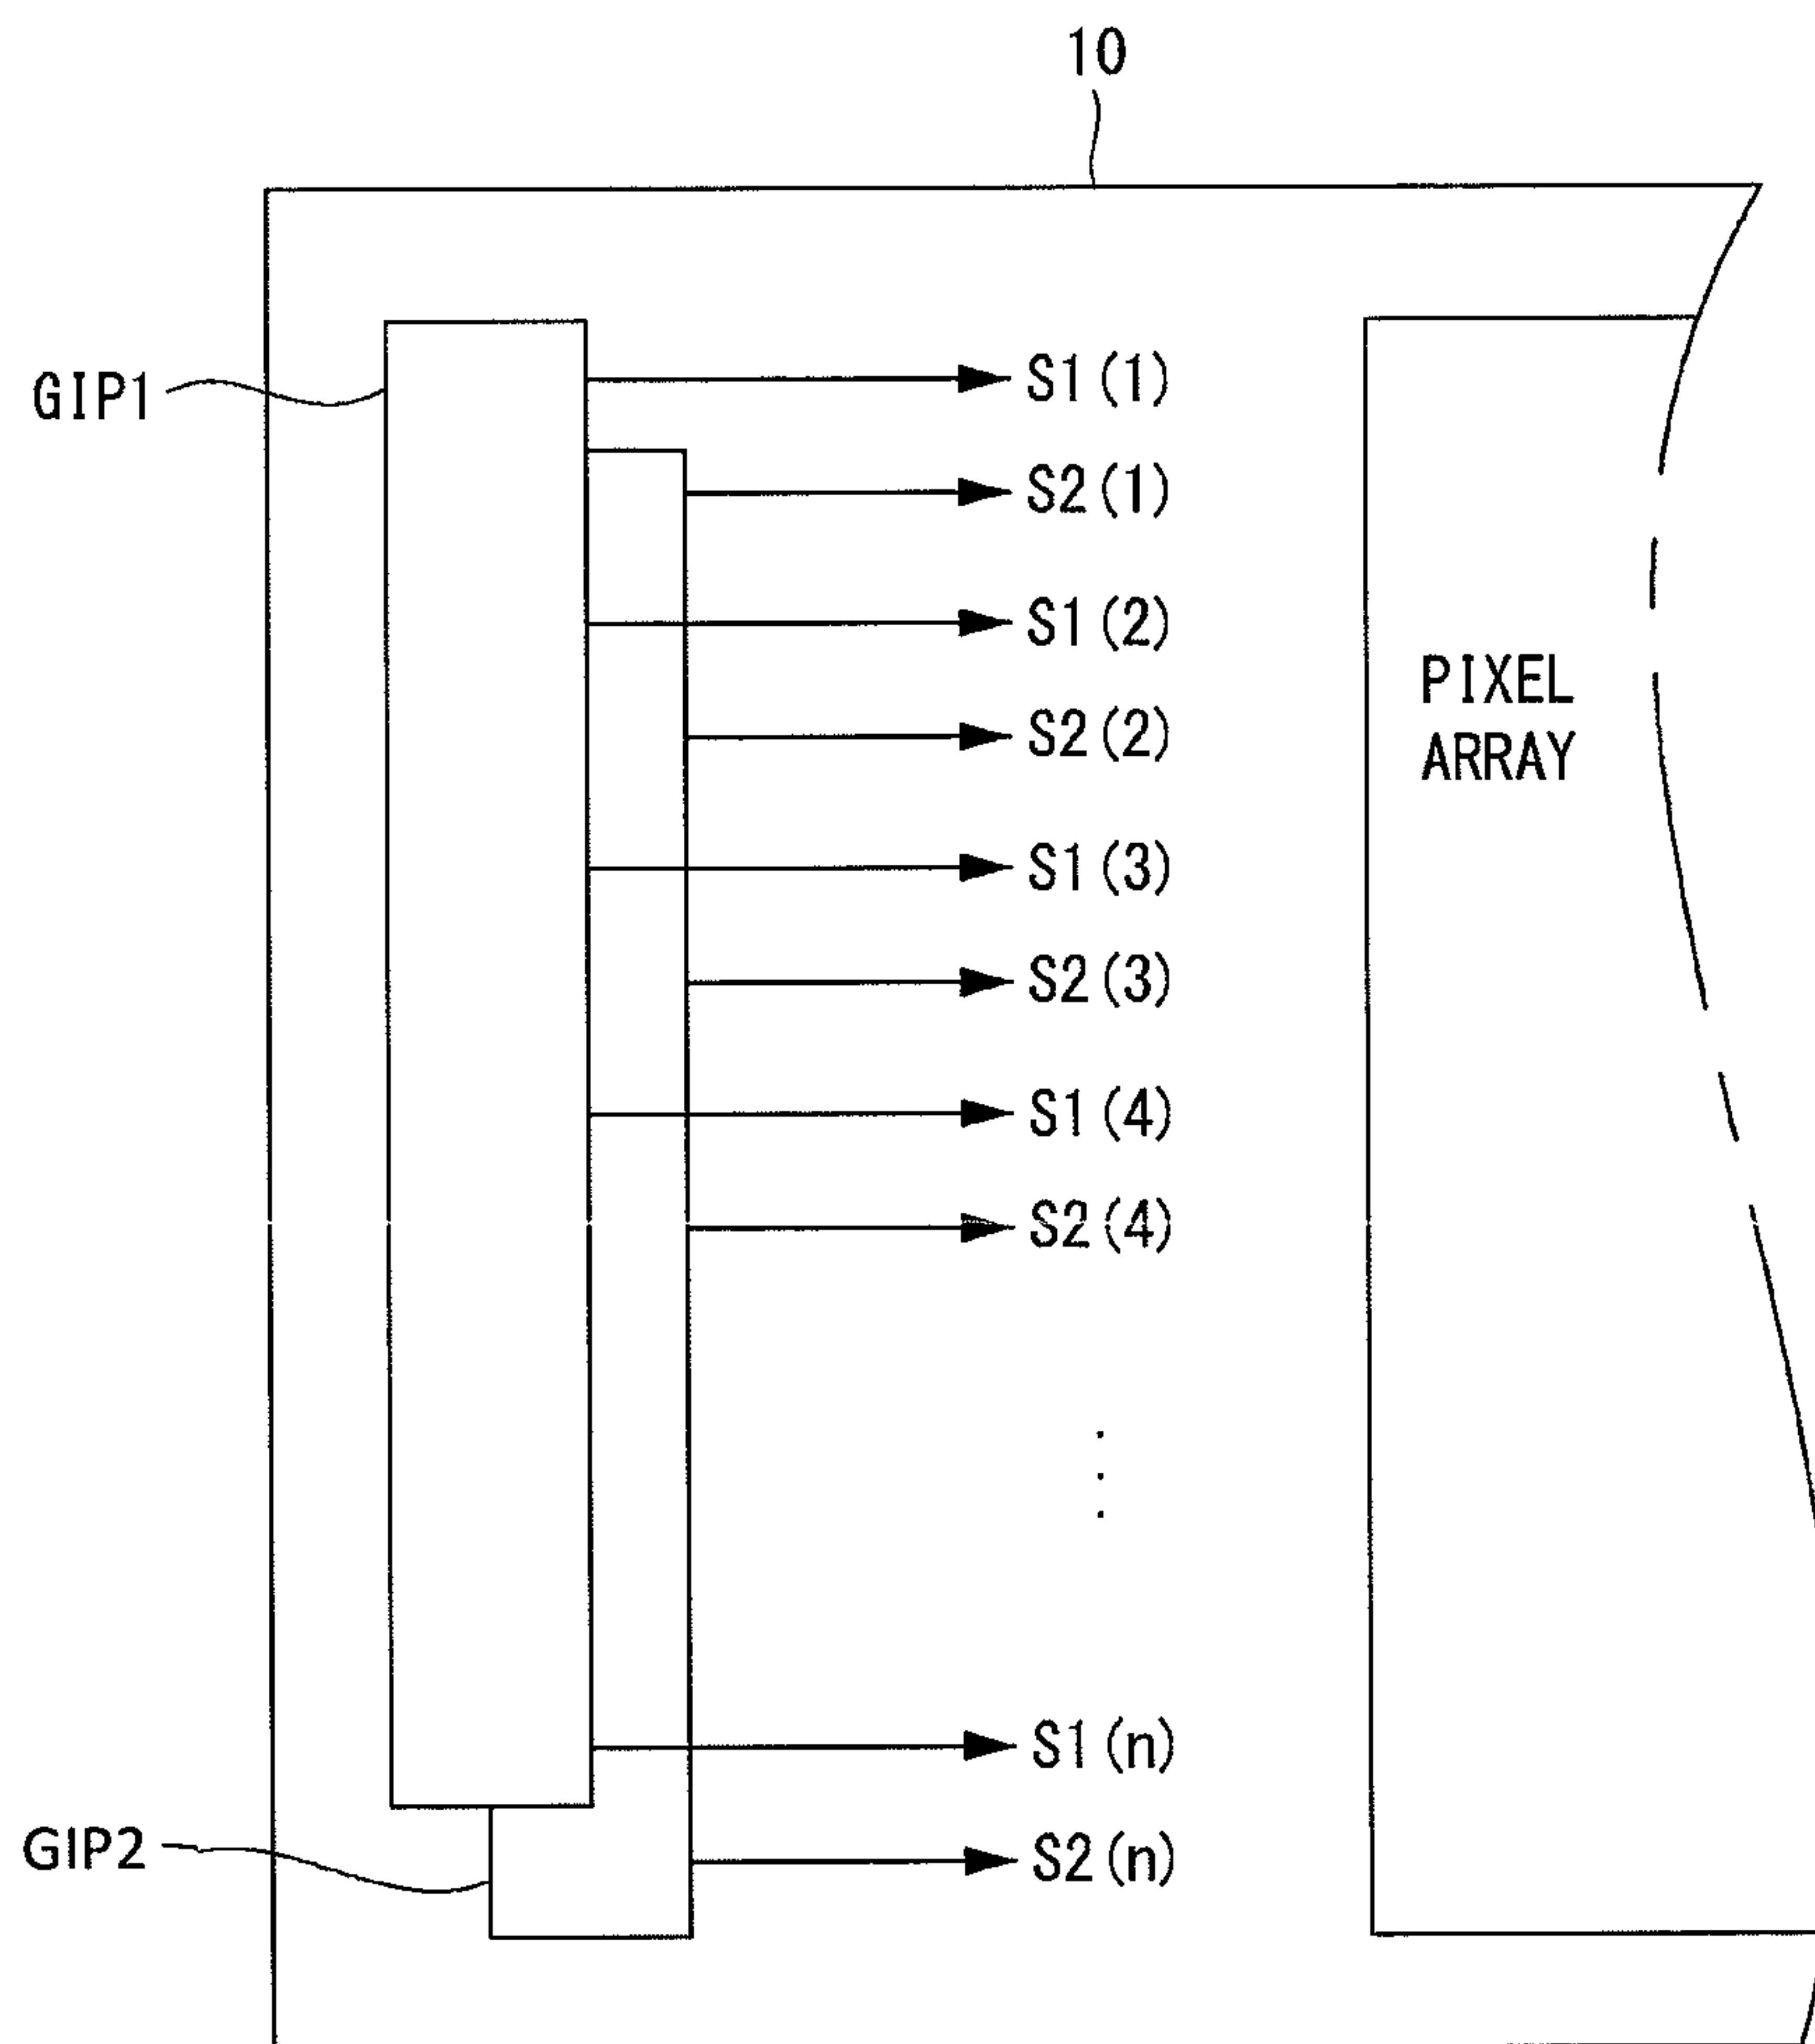 10
GIP1
S1(1)
S2(1)
S1(2)
S2(2)
PIXEL
ARRAY
S1(3)
S2(3)
S1(4)
S2(4)
S1(n)
GIP2
S2(n)